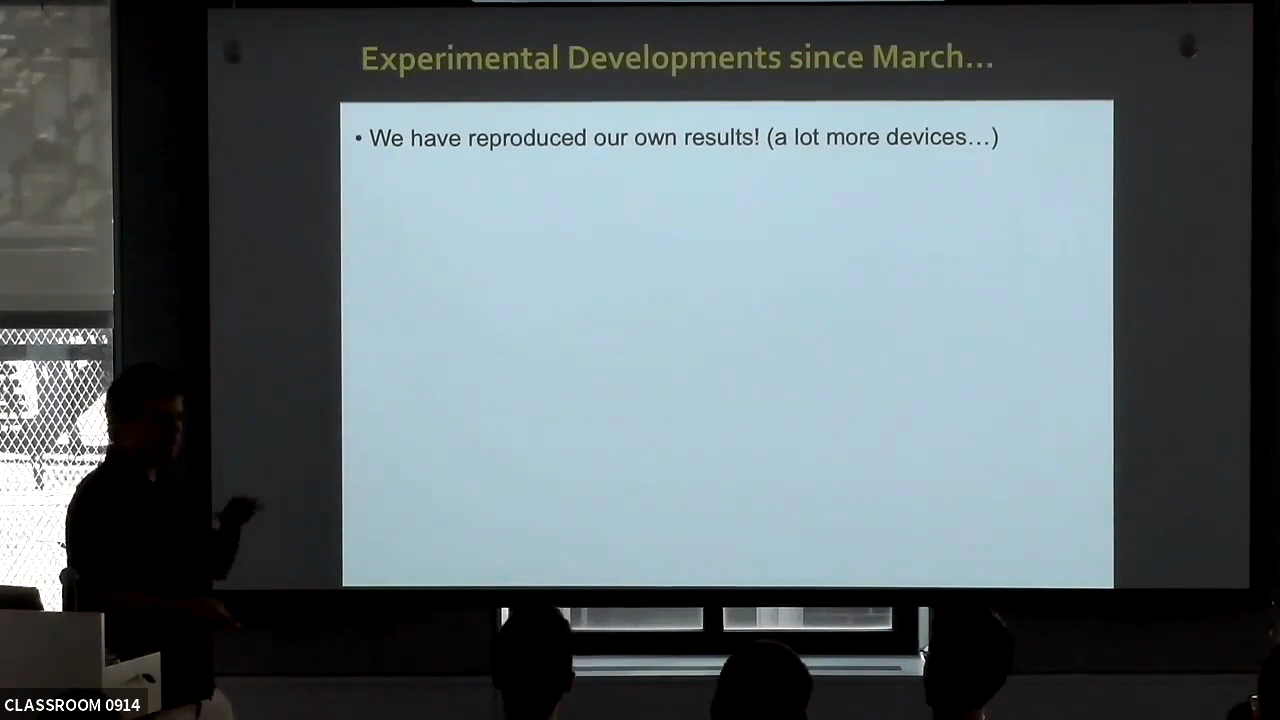 Experimental Developments since March...
• We have reproduced our own results! (a lot more devices...)
CLASSROOM 0914